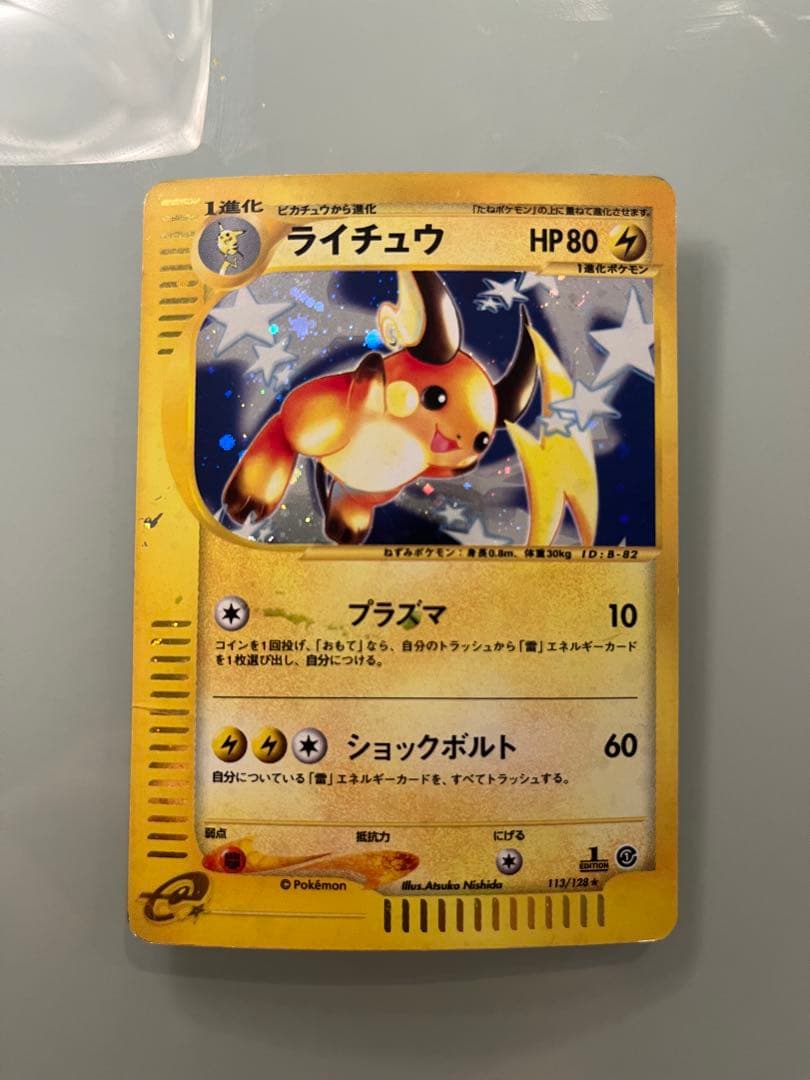 1進化 ピカチュウから進化 「たねポケモン」の上に重ねて進化させます。
ライチュウ HP80
1進化ポケモン
ねずみポケモン：身長0.8m、体重30kg ID:B-82
プラズマ 10
コインを1回投げ、「おもて」なら、自分のトラッシュから「雷」エネルギーカード
を1枚選び出し、自分につける。
ショックボルト 60
自分についている「雷」エネルギーカードを、すべてトラッシュする。
弱点 抵抗力 にげる
1 EDITION
© Pokémon Illus.Atsuko Nishida 113/128★
e